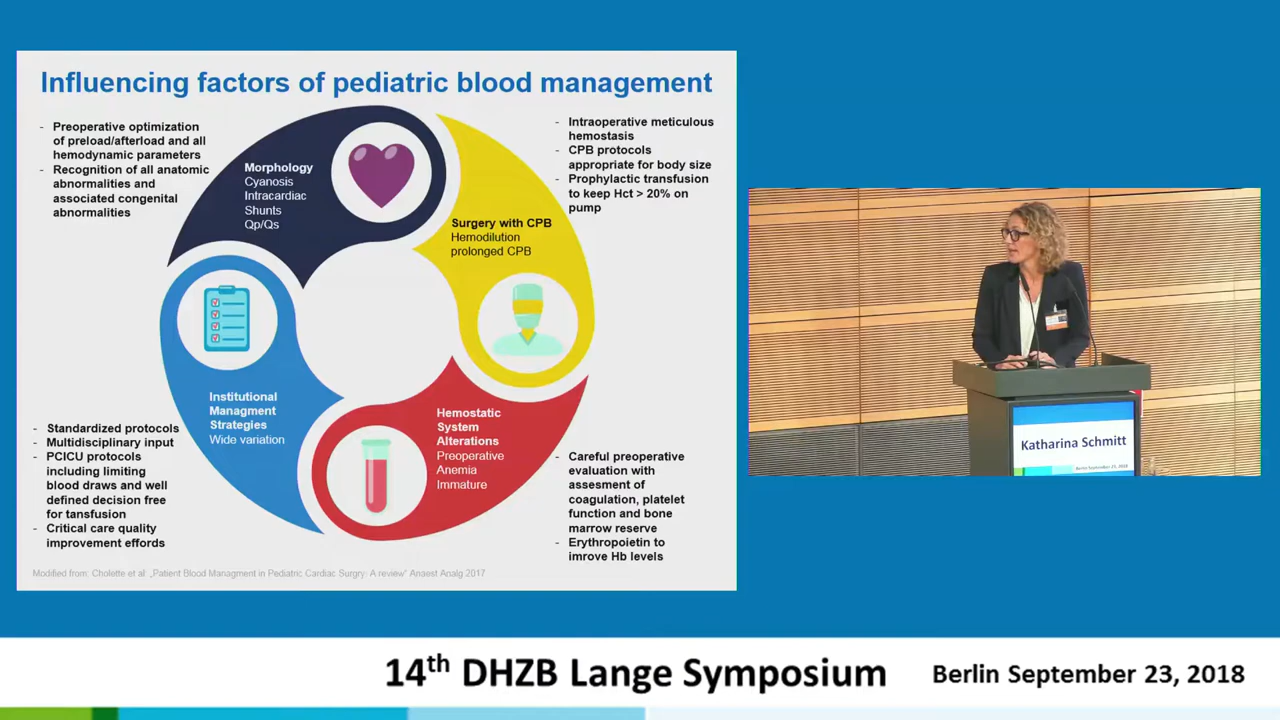 Influencing factors of pediatric blood management
- Preoperative optimization
of preload/afterload and all
hemodynamic parameters
- Recognition of all anatomic
abnormalities and
associated congenital
abnormalities
Morphology
Cyanosis
Intracardiac
Shunts
Qp/Qs
- Intraoperative meticulous
hemostasis
- CPB protocols
appropriate for body size
- Prophylactic transfusion
to keep Hct > 20% on
pump
Surgery with CPB
Hemodilution
prolonged CPB
Institutional
Managment
Strategies
Wide variation
- Standardized protocols
- Multidisciplinary input
- PCICU protocols
including limiting
blood draws and well
defined decision free
for tansfusion
- Critical care quality
improvement efforts
Hemostatic
System
Alterations
Preoperative
Anemia
Immature
- Careful preoperative
evaluation with
assesment of
coagulation, platelet
function and bone
marrow reserve
- Erythropoietin to
imrove Hb levels
Modified from: Cholette et al „Patient Blood Managment in Pediatric Cardiac Surgry: A review" Anaest Analg 2017
Katharina Schmitt
Berlin September 23, 2018
14th DHZB Lange Symposium
Berlin September 23, 2018